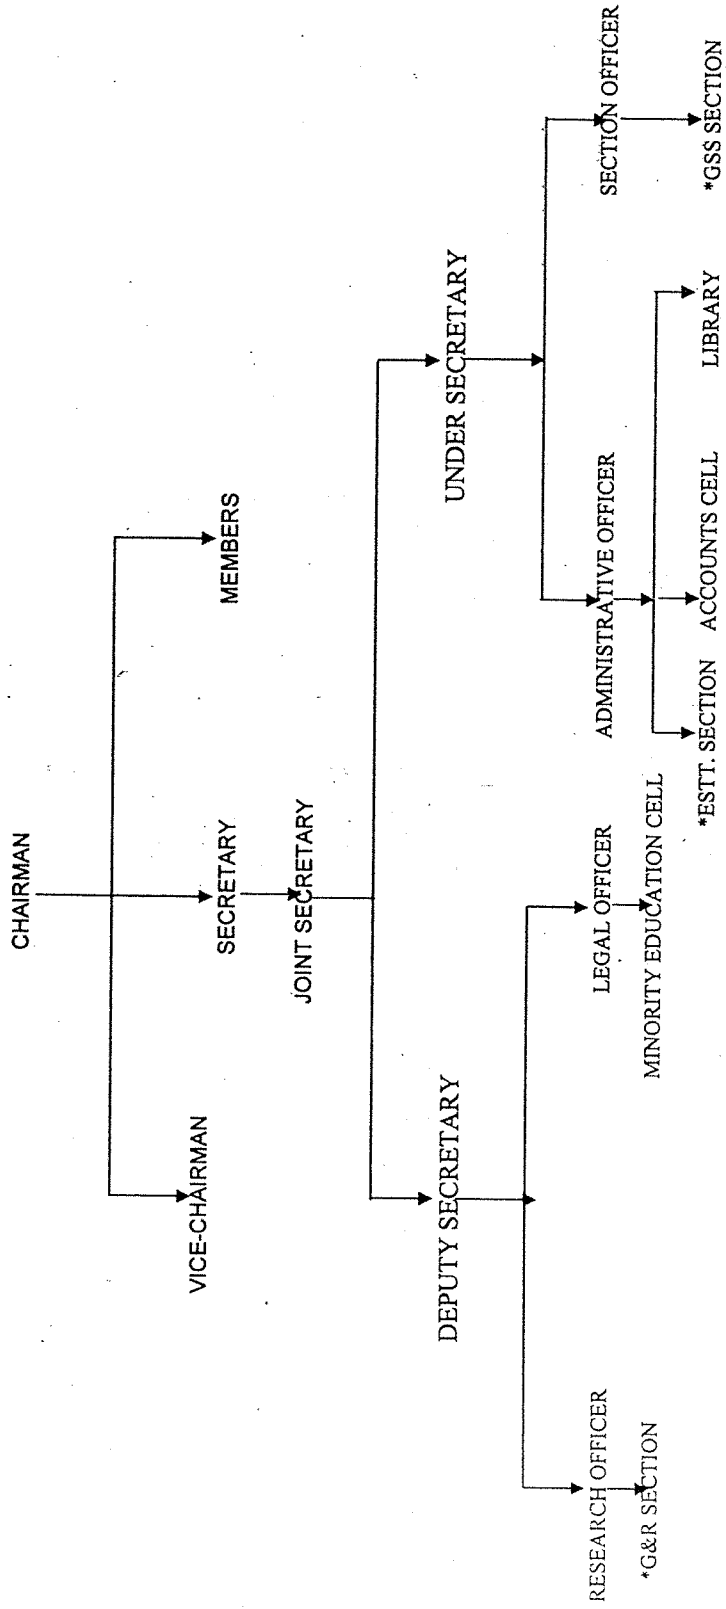 CHAIRMAN
VICE-CHAIRMAN
SECRETARY
MEMBERS
JOINT SECRETARY
DEPUTY SECRETARY
UNDER SECRETARY
RESEARCH OFFICER
LEGAL OFFICER
ADMINISTRATIVE OFFICER
SECTION OFFICER
*G&R SECTION
MINORITY EDUCATION CELL
*ESTT. SECTION
ACCOUNTS CELL
LIBRARY
*GSS SECTION